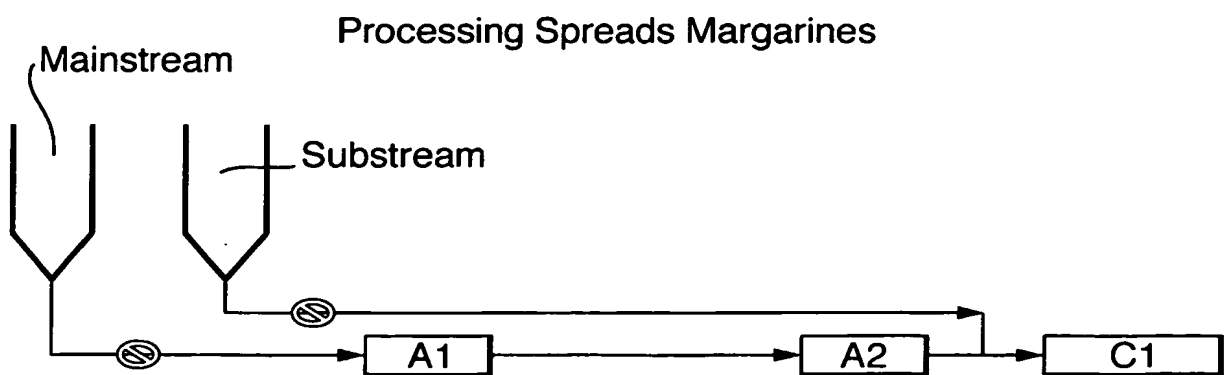 Processing Spreads Margarines
Mainstream
Substream
A1
A2
C1